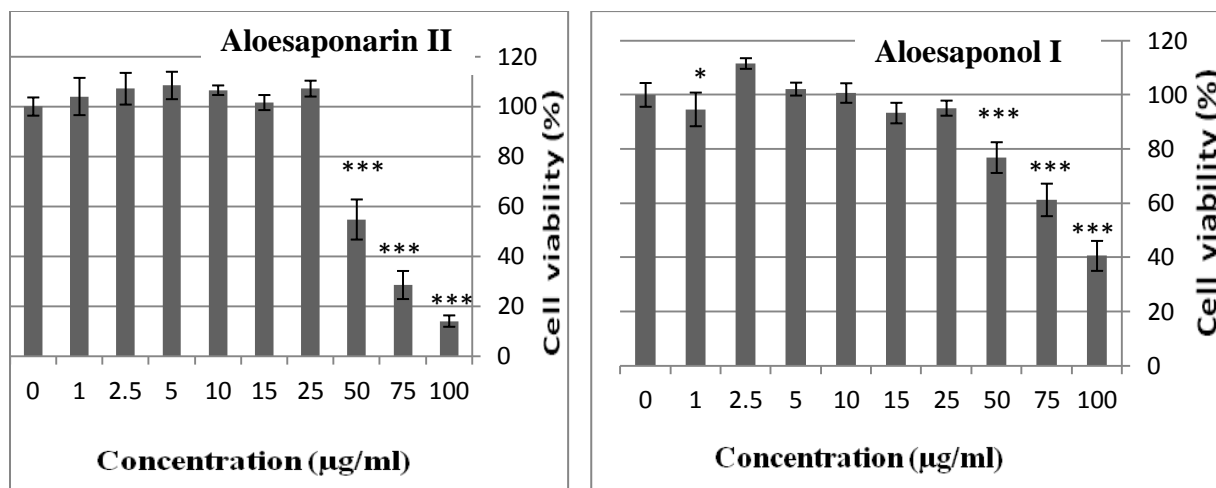 Aloesaponarin II
120
100
80
60
40
20
0
Cell viability (%)
***
***
***
0 1 2.5 5 10 15 25 50 75 100
Concentration (µg/ml)
Aloesaponol I
120
100
80
60
40
20
0
Cell viability (%)
*
***
***
***
0 1 2.5 5 10 15 25 50 75 100
Concentration (µg/ml)